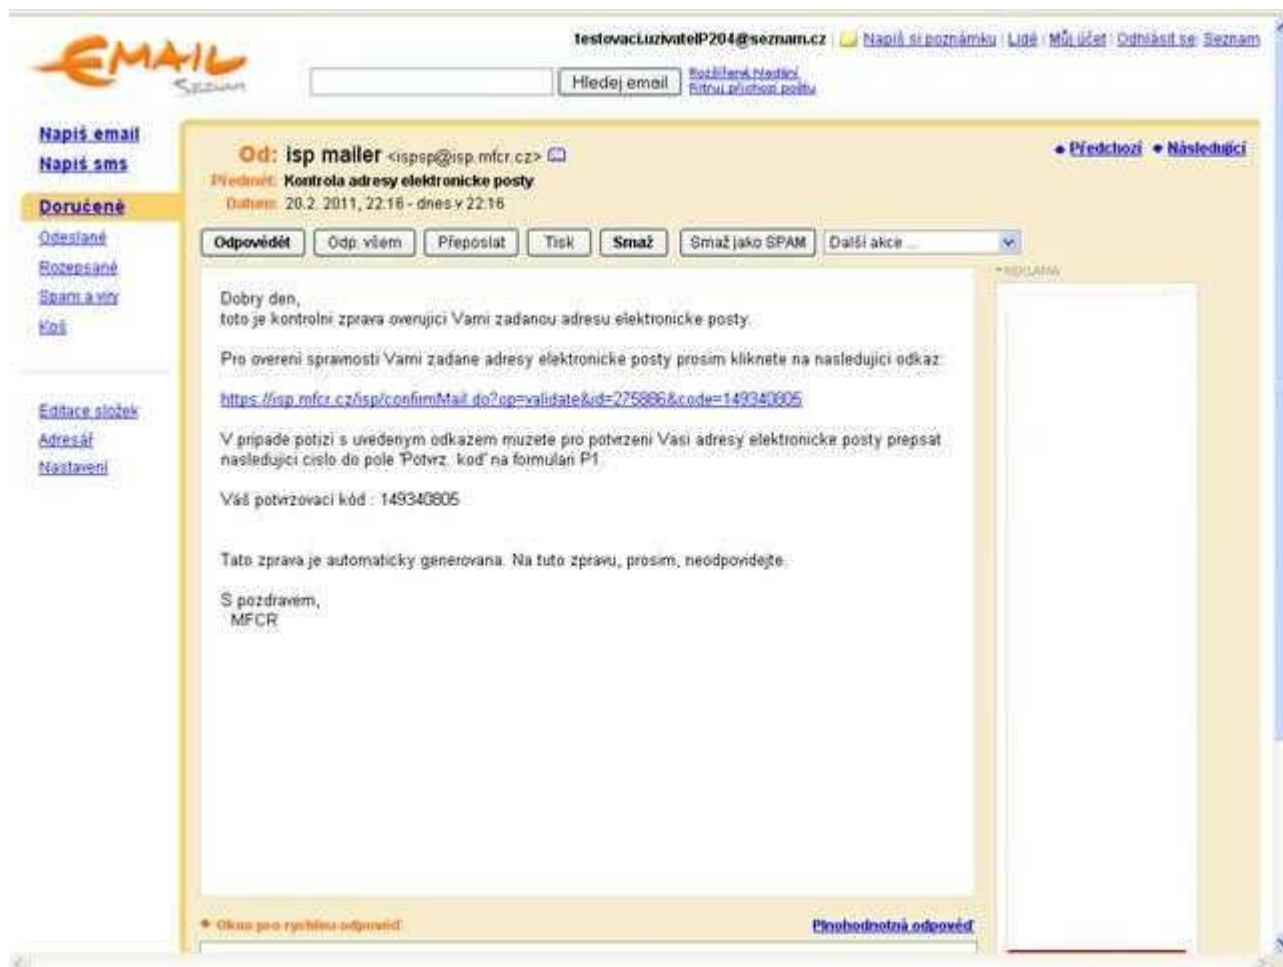 EMAIL
SEZNAM
testovaci.uzivatelP204@seznam.cz Napiš si poznámku Lidé Můj účet Odhlásit se Seznam
Hledej email
Rozšířené hledání
Filtruj příchozí poštu
Napiš email
Napiš sms
Doručené
Odeslané
Rozepsané
Spam a viry
Koš
Editace složek
Adresář
Nastavení
Od: isp mailer <ispsp@isp.mfcr.cz>
Předchozí Následující
Předmět: Kontrola adresy elektronicke posty
Datum: 20.2. 2011, 22:16 - dnes v 22:16
Odpovědět Odp. všem Přeposlat Tisk Smaž Smaž jako SPAM Další akce ...
REKLAMA
Dobry den,
toto je kontrolni zprava overujici Vami zadanou adresu elektronicke posty.
Pro overeni spravnosti Vami zadane adresy elektronicke posty prosim kliknete na nasledujici odkaz:
https://isp.mfcr.cz/isp/confirmMail.do?op=validate&id=275886&code=149340805
V pripade potizi s uvedenym odkazem muzete pro potvrzeni Vasi adresy elektronicke posty prepsat
nasledujici cislo do pole 'Potvrz. kod' na formulari P1.
Váš potvrzovací kód : 149340805
Tato zprava je automaticky generovana. Na tuto zpravu, prosim, neodpovidejte.
S pozdravem,
MFCR
Okno pro rychlou odpověď
Plnohodnotná odpověď